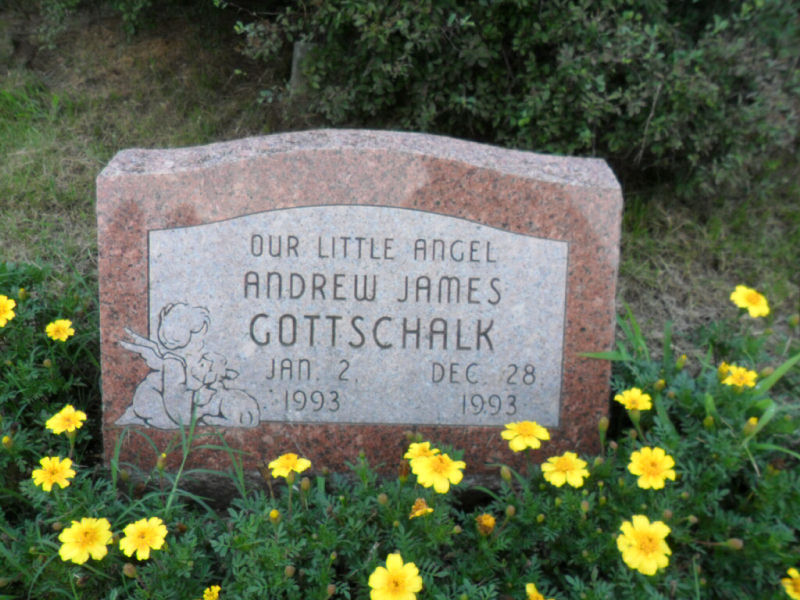 OUR LITTLE ANGEL
ANDREW JAMES
GOTTSCHALK
JAN. 2, DEC. 28,
1993 1993